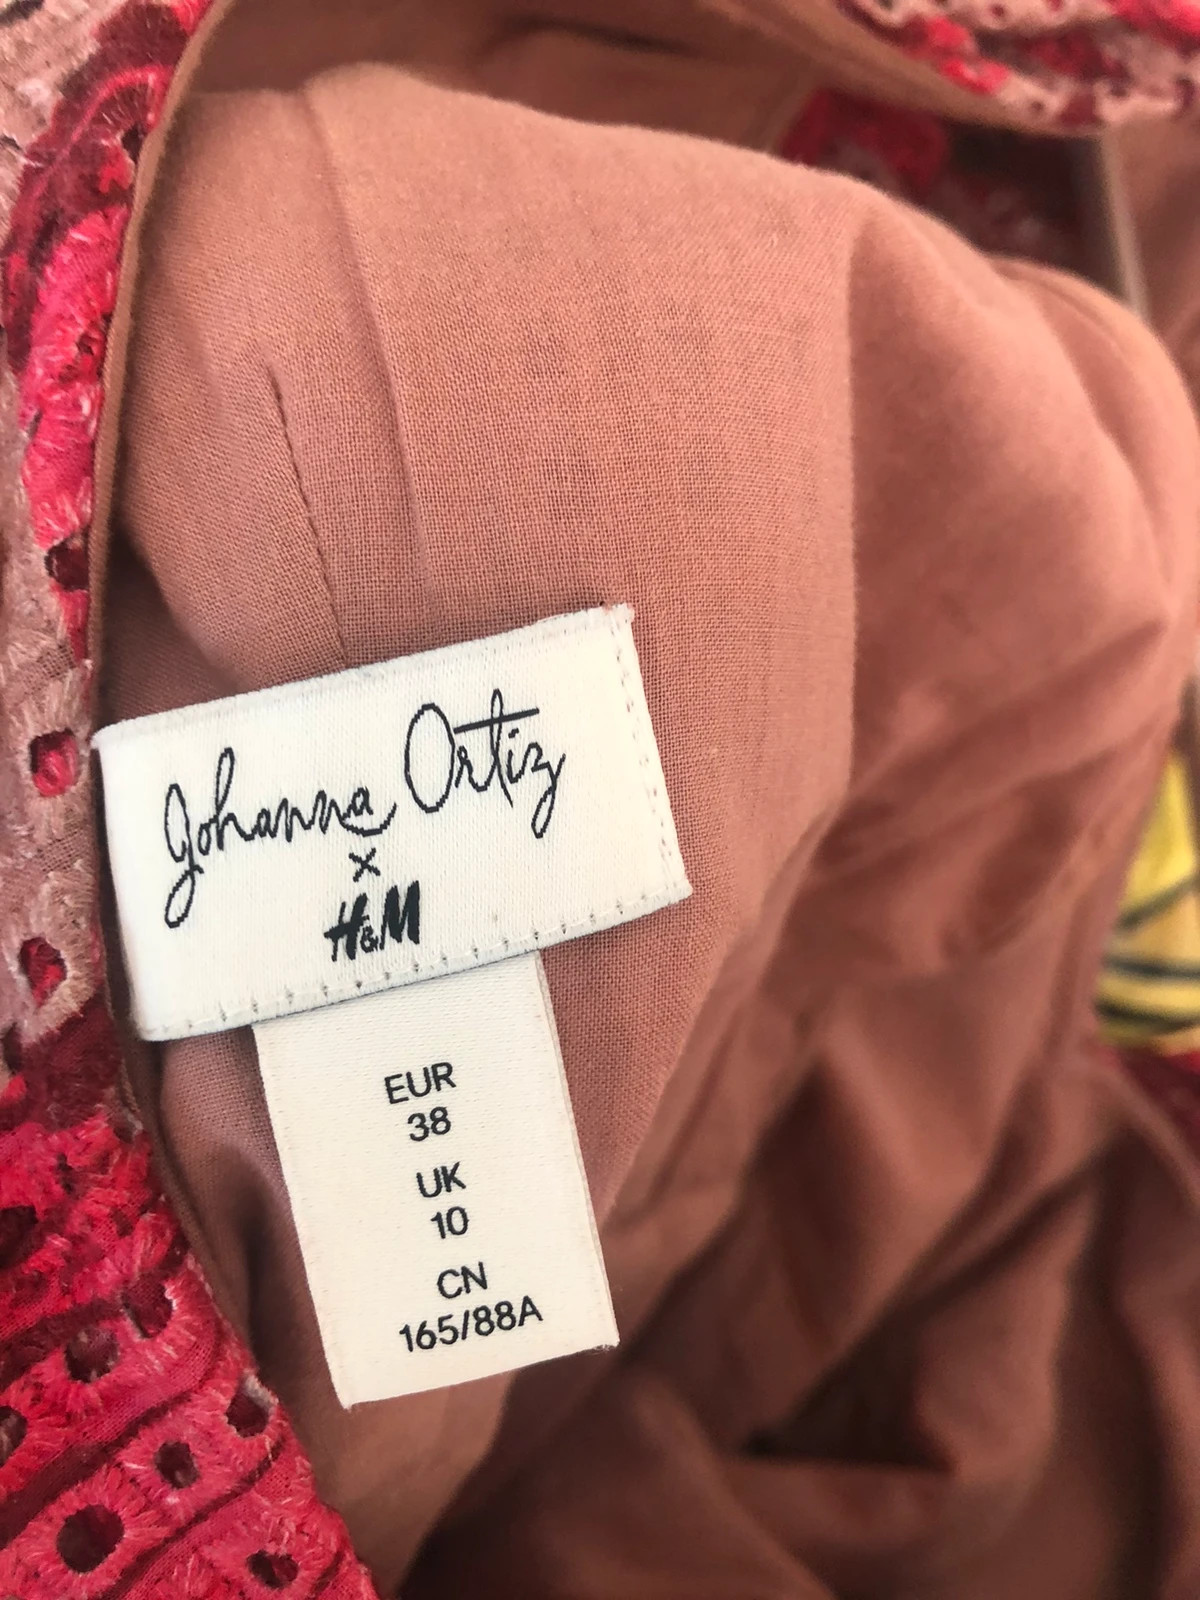 Johanna Ortiz
×
H&M
EUR
38
UK
10
CN
165/88A